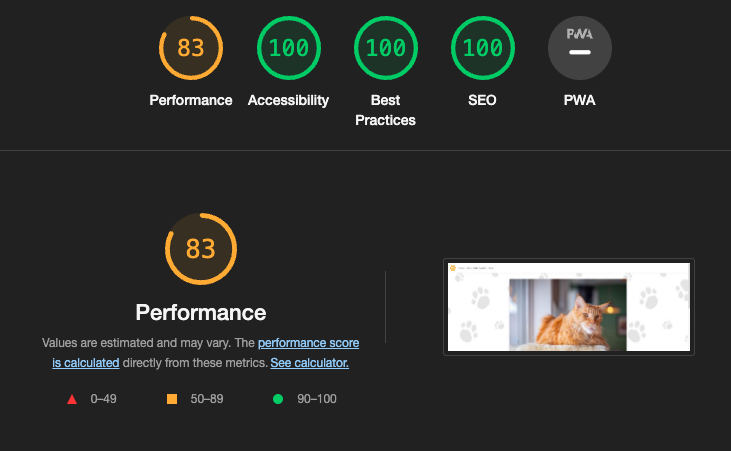 83
100
100
100
PWA
Performance
Accessibility
Best
Practices
SEO
PWA
83
Performance
Values are estimated and may vary. The performance score
is calculated directly from these metrics. See calculator.
0–49
50–89
90–100